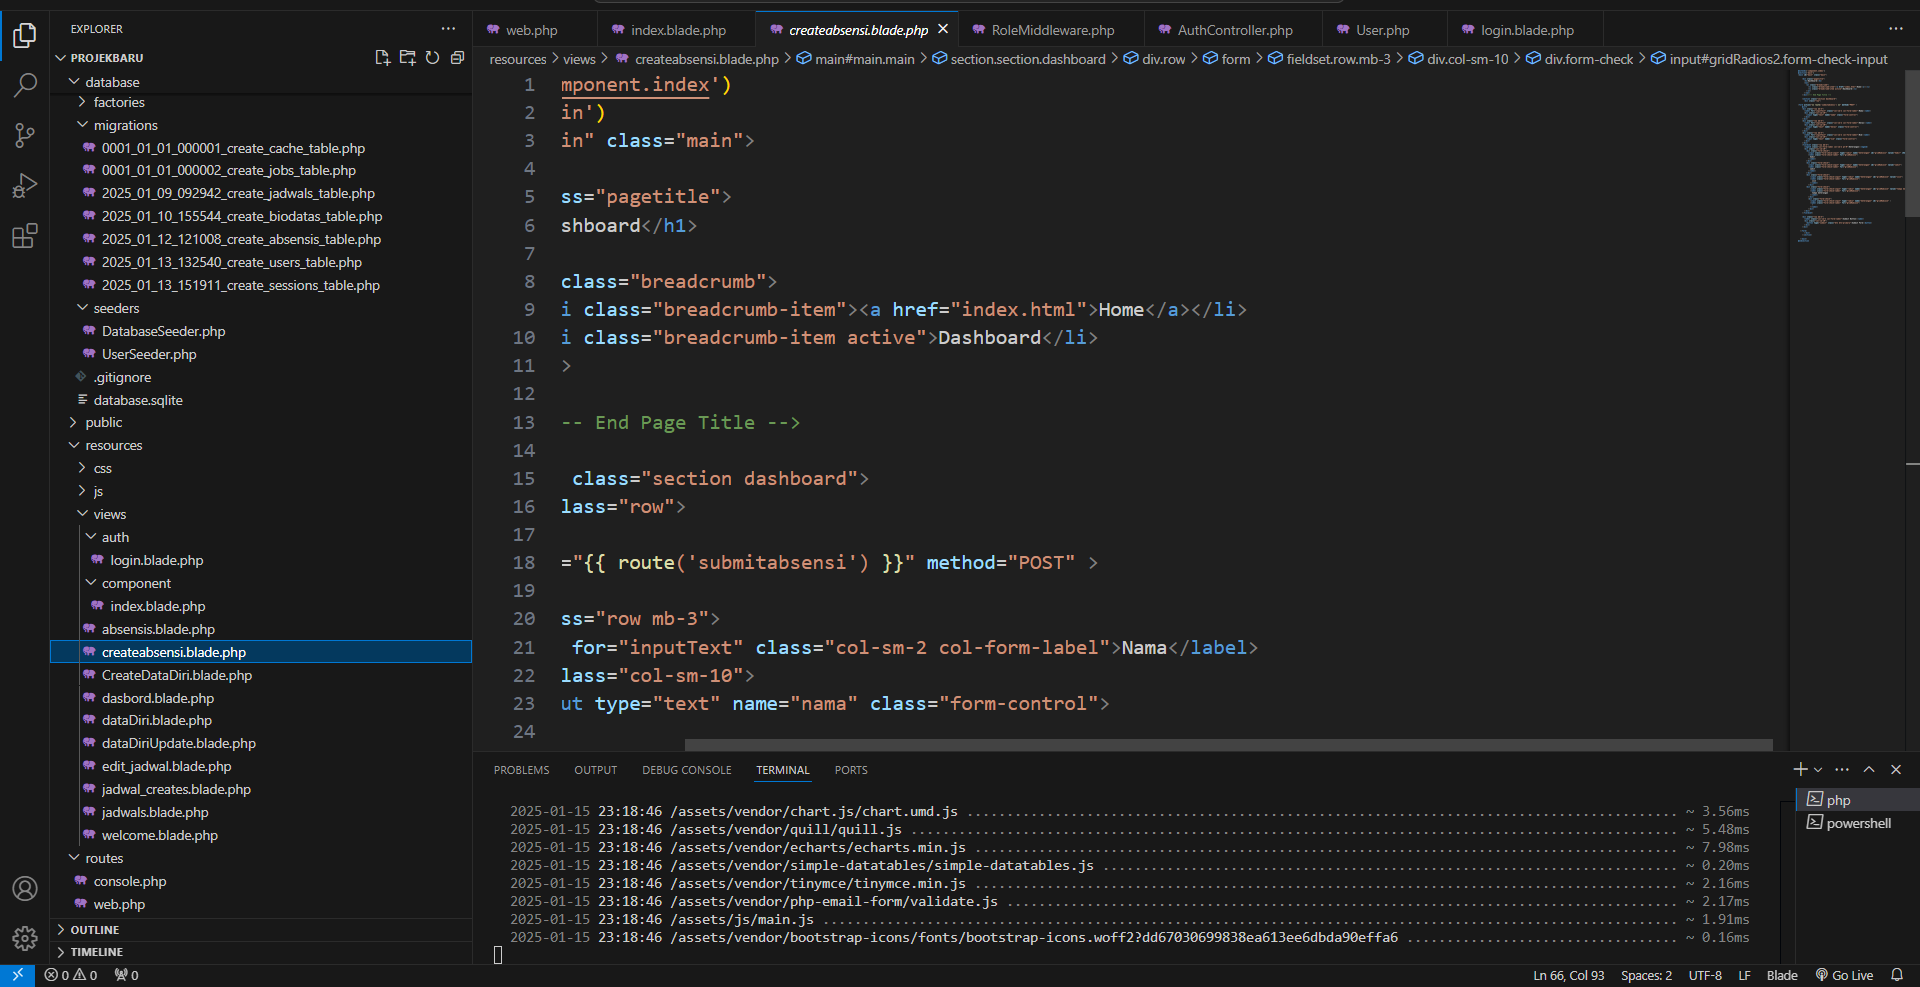 EXPLORER
PROJEKBARU
database
factories
migrations
0001_01_01_000001_create_cache_table.php
0001_01_01_000002_create_jobs_table.php
2025_01_09_092942_create_jadwals_table.php
2025_01_10_155544_create_biodatas_table.php
2025_01_12_121008_create_absensis_table.php
2025_01_13_132540_create_users_table.php
2025_01_13_151911_create_sessions_table.php
seeders
DatabaseSeeder.php
UserSeeder.php
.gitignore
database.sqlite
public
resources
css
js
views
auth
login.blade.php
component
index.blade.php
absensis.blade.php
createabsensi.blade.php
CreateDataDiri.blade.php
dasbord.blade.php
dataDiri.blade.php
dataDiriUpdate.blade.php
edit_jadwal.blade.php
jadwal_creates.blade.php
jadwals.blade.php
welcome.blade.php
routes
console.php
web.php
OUTLINE
TIMELINE
web.php index.blade.php createabsensi.blade.php RoleMiddleware.php AuthController.php User.php login.blade.php
resources > views > createabsensi.blade.php > main#main.main > section.section.dashboard > div.row > form > fieldset.row.mb-3 > div.col-sm-10 > div.form-check > input#gridRadios2.form-check-input
1 mponent.index')
2 in')
3 in" class="main">
4
5 ss="pagetitle">
6 shboard</h1>
7
8 class="breadcrumb">
9 i class="breadcrumb-item"><a href="index.html">Home</a></li>
10 i class="breadcrumb-item active">Dashboard</li>
11 >
12
13 -- End Page Title -->
14
15 class="section dashboard">
16 lass="row">
17
18 ="{{ route('submitabsensi') }}" method="POST" >
19
20 ss="row mb-3">
21 for="inputText" class="col-sm-2 col-form-label">Nama</label>
22 lass="col-sm-10">
23 ut type="text" name="nama" class="form-control">
24
PROBLEMS OUTPUT DEBUG CONSOLE TERMINAL PORTS
2025-01-15 23:18:46 /assets/vendor/chart.js/chart.umd.js ~ 3.56ms
2025-01-15 23:18:46 /assets/vendor/quill/quill.js ~ 5.48ms
2025-01-15 23:18:46 /assets/vendor/echarts/echarts.min.js ~ 7.98ms
2025-01-15 23:18:46 /assets/vendor/simple-datatables/simple-datatables.js ~ 0.20ms
2025-01-15 23:18:46 /assets/vendor/tinymce/tinymce.min.js ~ 2.16ms
2025-01-15 23:18:46 /assets/vendor/php-email-form/validate.js ~ 2.17ms
2025-01-15 23:18:46 /assets/js/main.js ~ 1.91ms
2025-01-15 23:18:46 /assets/vendor/bootstrap-icons/fonts/bootstrap-icons.woff2?dd67030699838ea613ee6dbda90effa6 ~ 0.16ms
php
powershell
0 0 0
Ln 66, Col 93 Spaces: 2 UTF-8 LF Blade Go Live